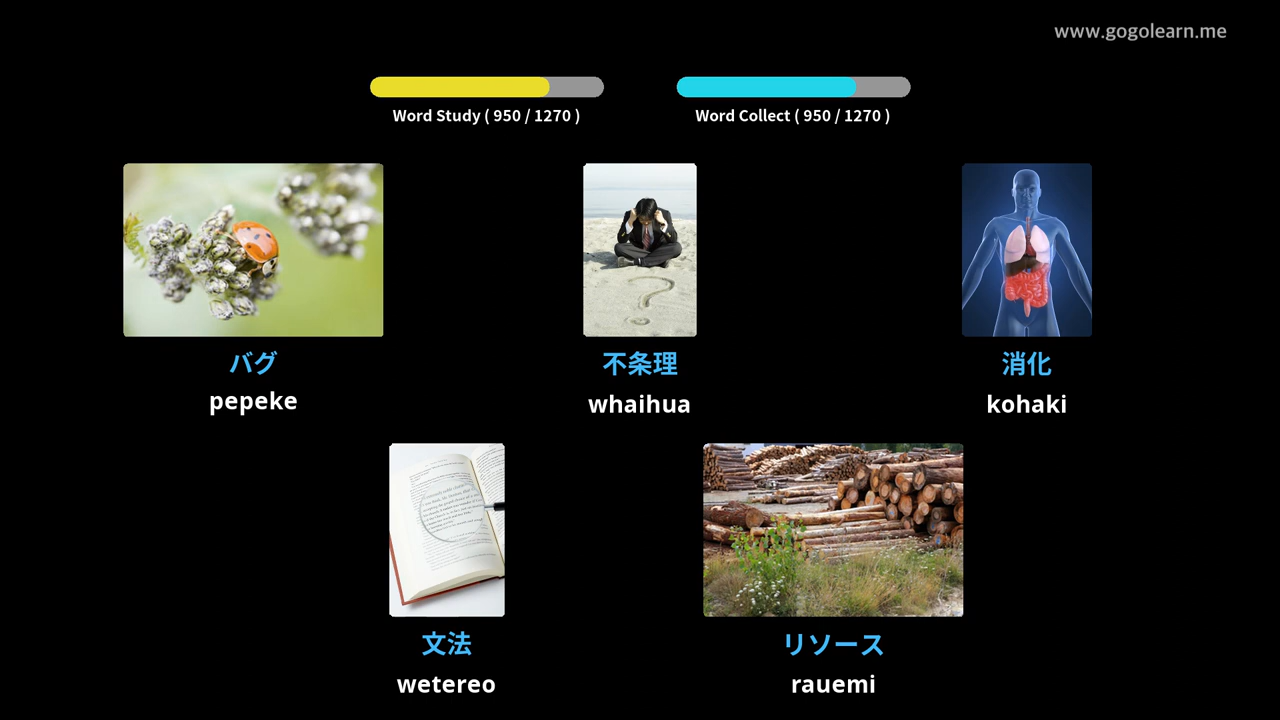 www.gogolearn.me
Word Study ( 950 / 1270 )
Word Collect ( 950 / 1270 )
バグ
pepeke
不条理
whaihua
消化
kohaki
文法
wetereo
リソース
rauemi